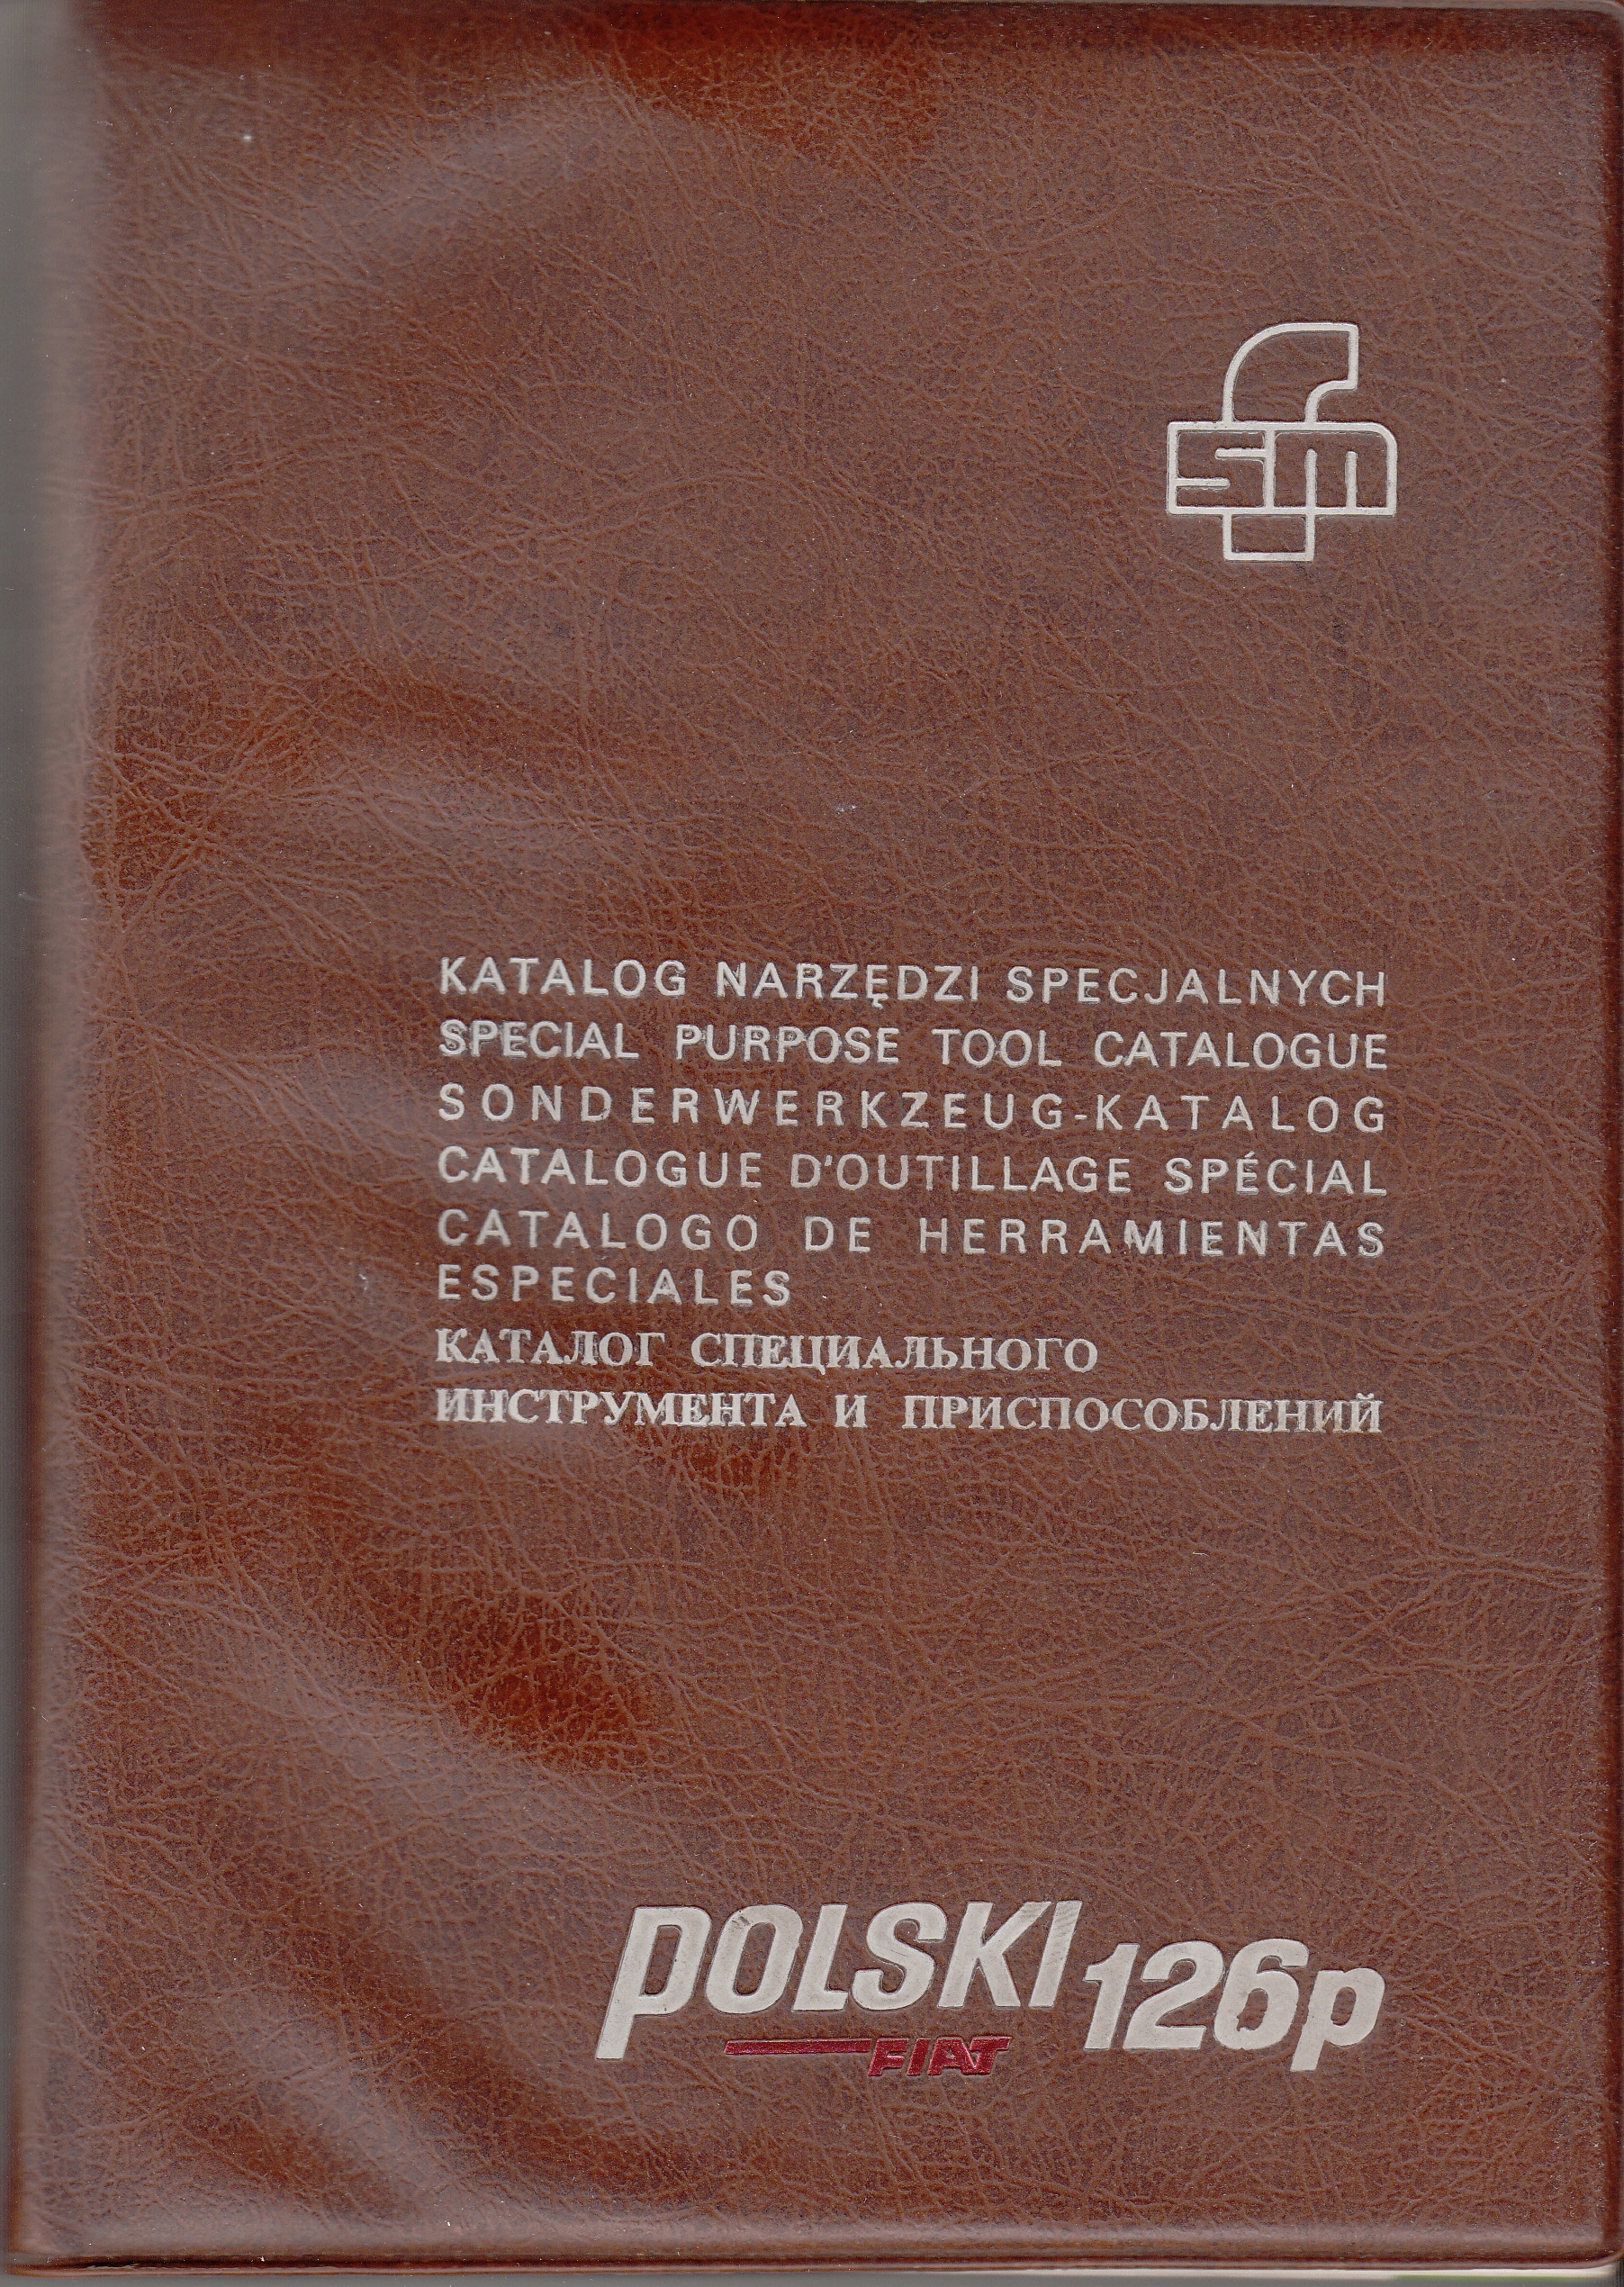 fsm
KATALOG NARZĘDZI SPECJALNYCH
SPECIAL PURPOSE TOOL CATALOGUE
SONDERWERKZEUG-KATALOG
CATALOGUE D'OUTILLAGE SPÉCIAL
CATALOGO DE HERRAMIENTAS
ESPECIALES
КАТАЛОГ СПЕЦИАЛЬНОГО
ИНСТРУМЕНТА И ПРИСПОСОБЛЕНИЙ
POLSKI 126p
FIAT